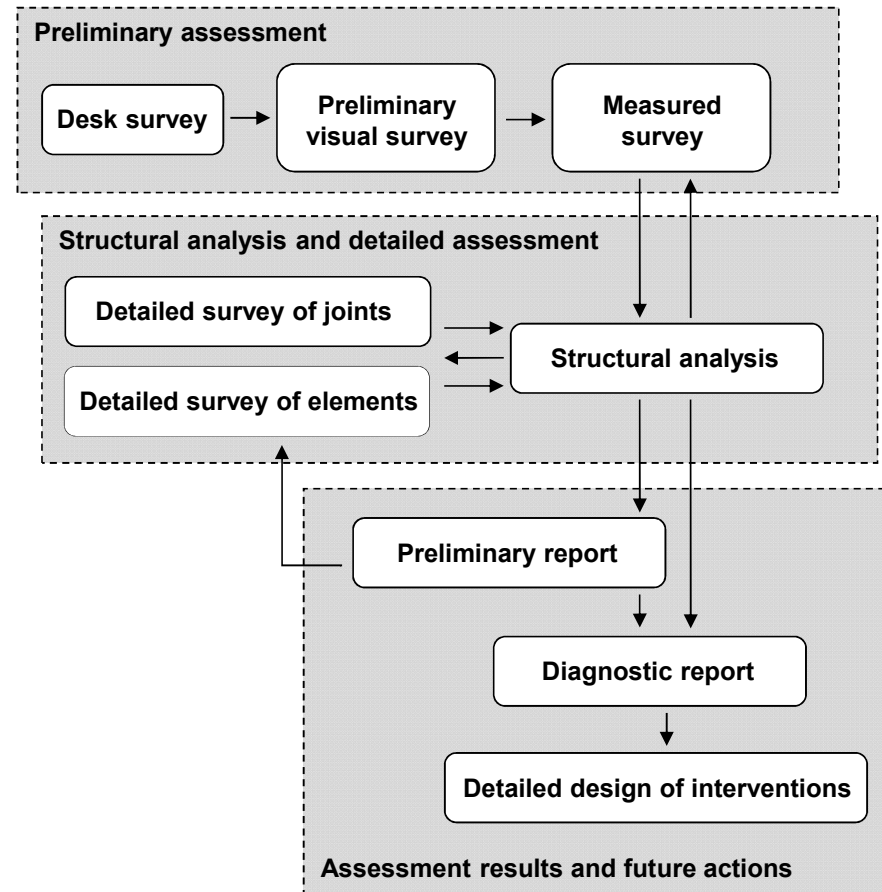 Preliminary assessment
Desk survey
Preliminary
visual survey
Measured
survey
Structural analysis and detailed assessment
Detailed survey of joints
Structural analysis
Detailed survey of elements
Preliminary report
Diagnostic report
Detailed design of interventions
Assessment results and future actions